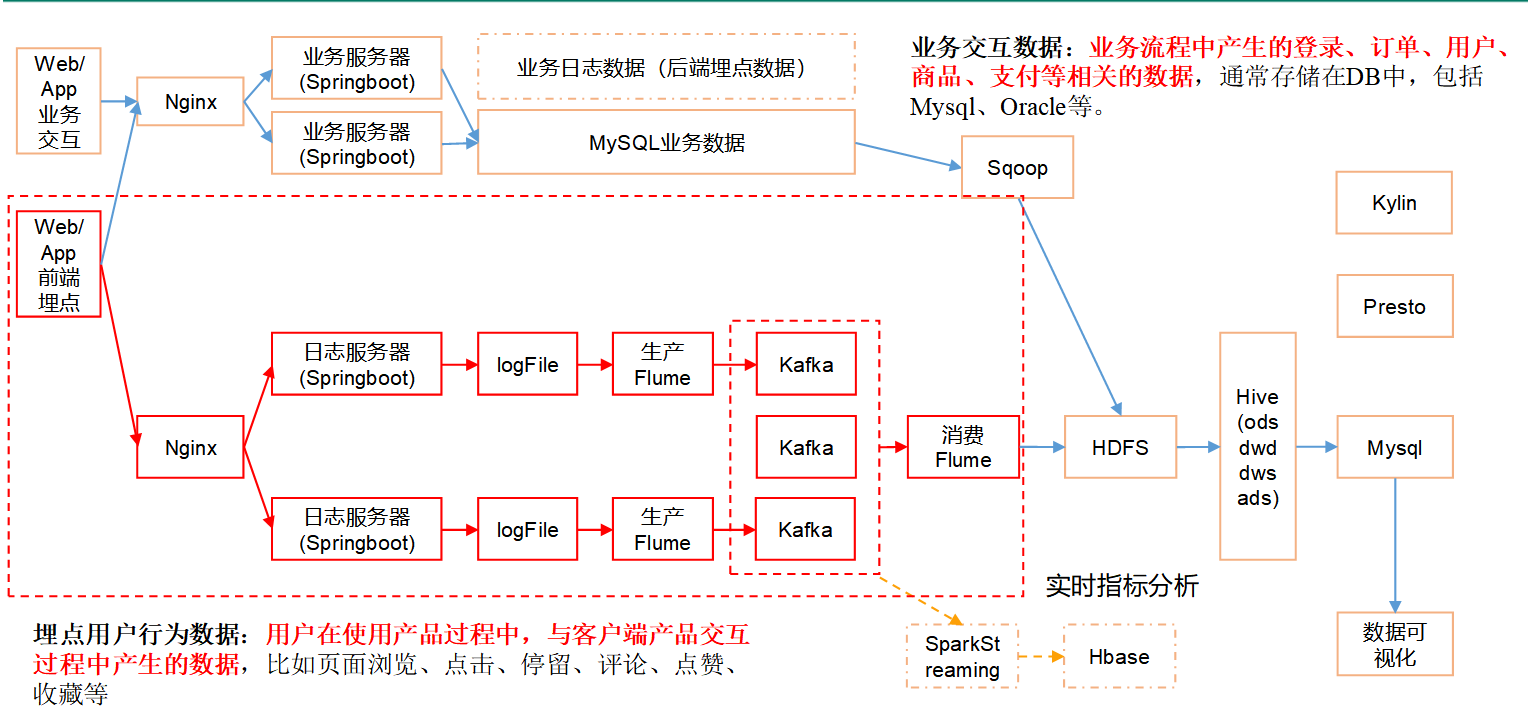 Web/
App
业务
交互
Nginx
业务服务器
(Springboot)
业务服务器
(Springboot)
业务日志数据（后端埋点数据）
MySQL业务数据
业务交互数据：业务流程中产生的登录、订单、用户、
商品、支付等相关的数据，通常存储在DB中，包括
Mysql、Oracle等。
Sqoop
Kylin
Presto
Web/
App
前端
埋点
Nginx
日志服务器
(Springboot)
logFile
生产
Flume
Kafka
Kafka
日志服务器
(Springboot)
logFile
生产
Flume
Kafka
消费
Flume
HDFS
Hive
(ods
dwd
dws
ads)
Mysql
实时指标分析
SparkSt
reaming
Hbase
数据可
视化
埋点用户行为数据：用户在使用产品过程中，与客户端产品交互
过程中产生的数据，比如页面浏览、点击、停留、评论、点赞、
收藏等